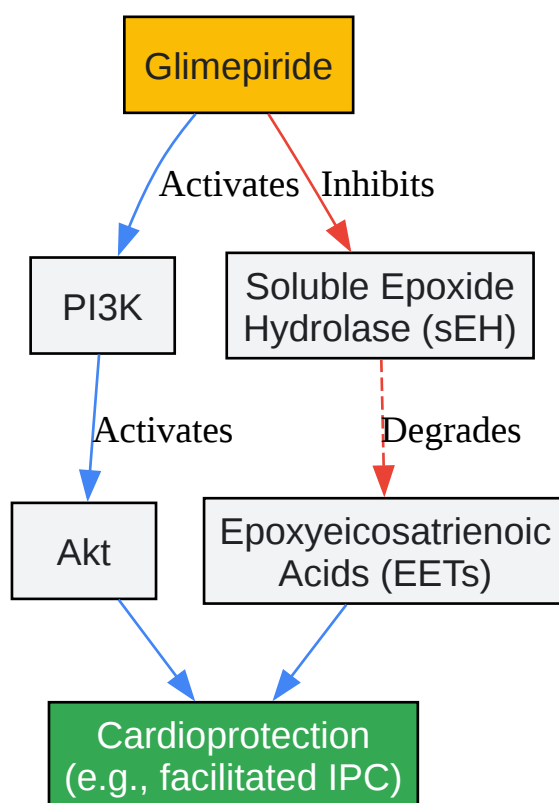 Glimepiride
Activates
Inhibits
PI3K
Soluble Epoxide
Hydrolase (sEH)
Activates
Degrades
Akt
Epoxyeicosatrienoic
Acids (EETs)
Cardioprotection
(e.g., facilitated IPC)